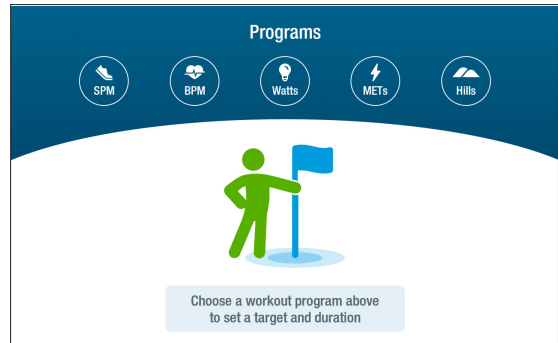 Programs
SPM
BPM
Watts
METs
Hills
Choose a workout program above
to set a target and duration